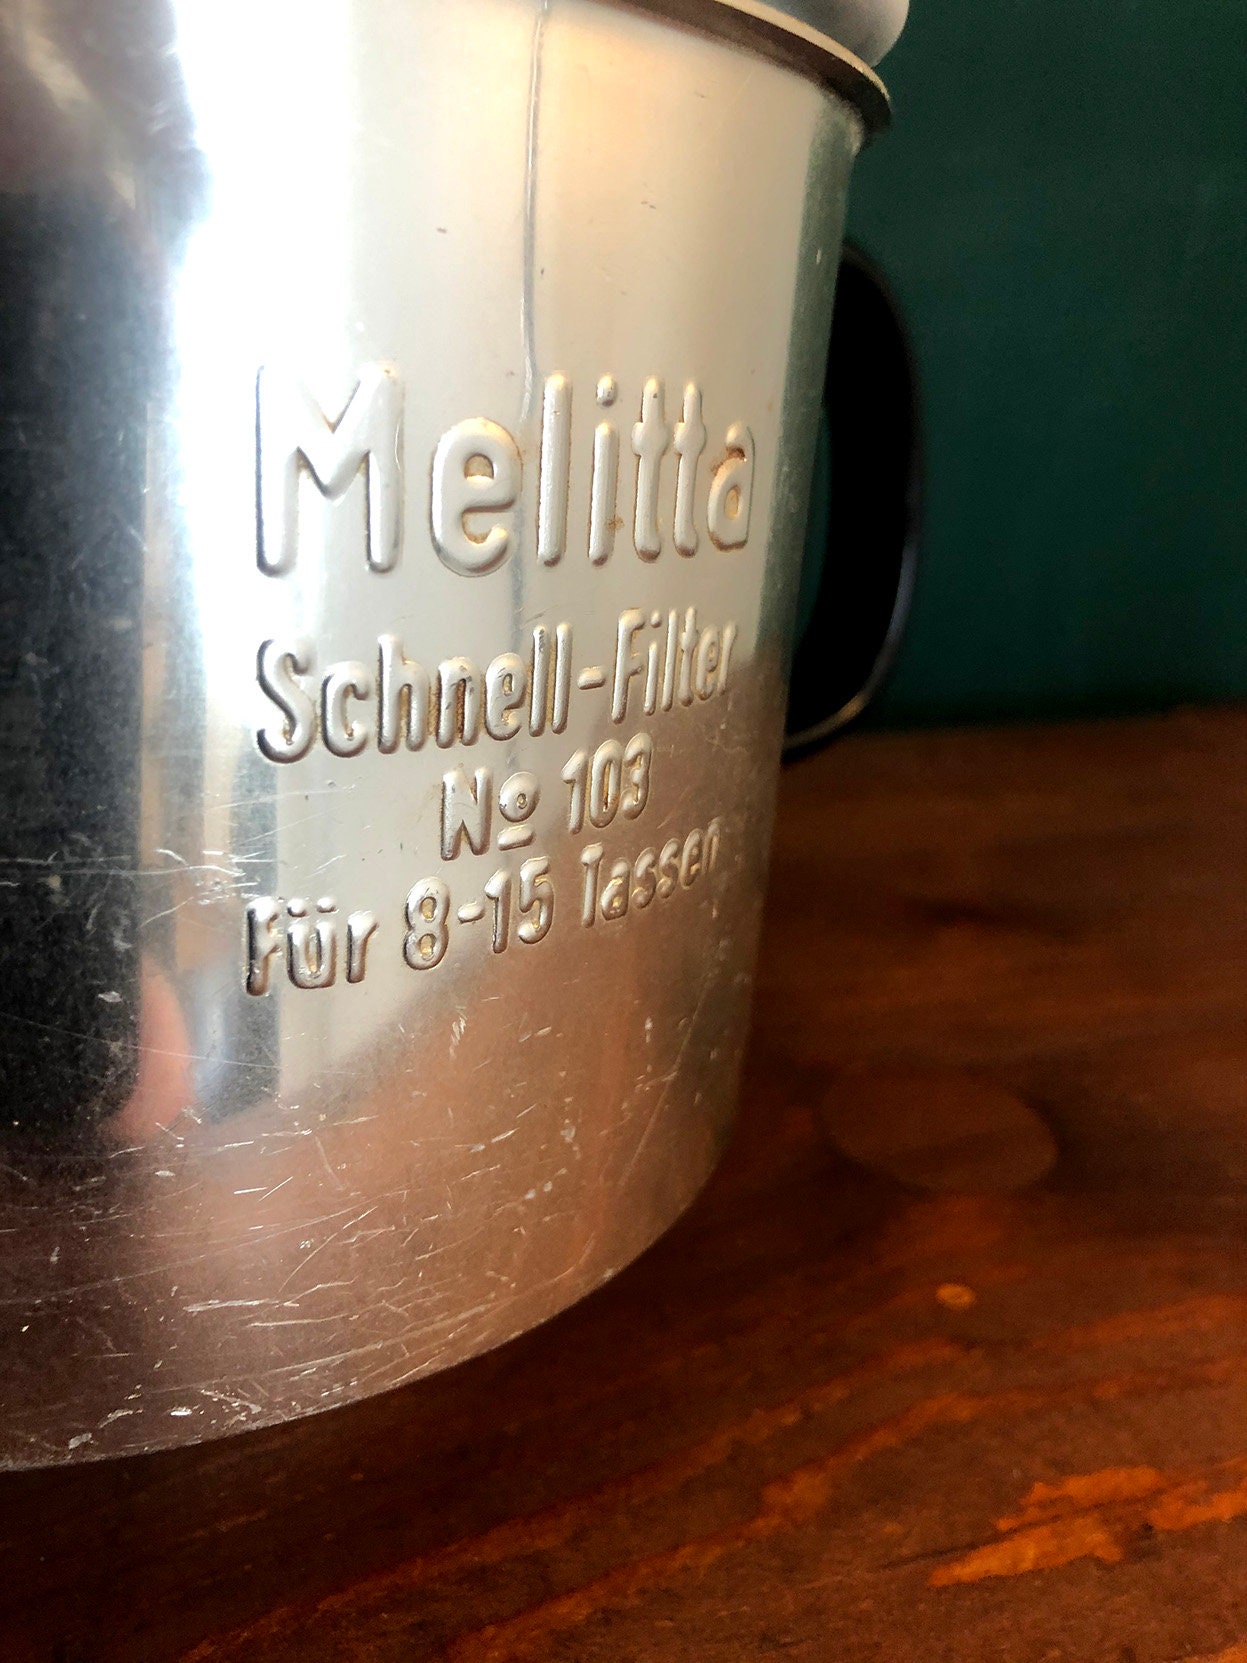 Melitta
Schnell-Filter
№ 103
Für 8-15 Tassen